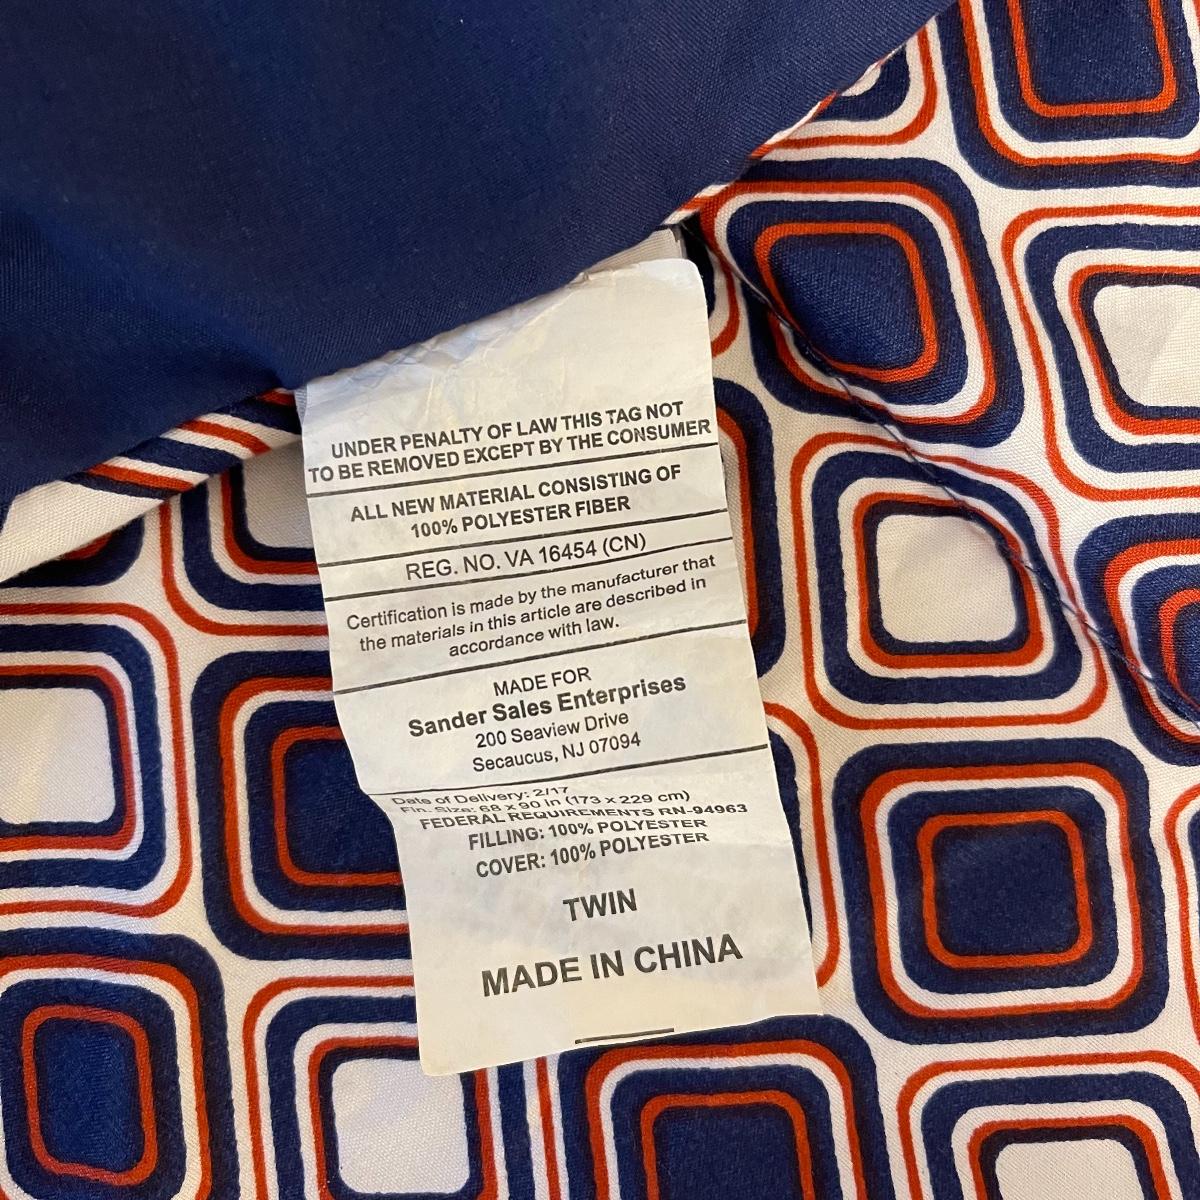 UNDER PENALTY OF LAW THIS TAG NOT
TO BE REMOVED EXCEPT BY THE CONSUMER
ALL NEW MATERIAL CONSISTING OF
100% POLYESTER FIBER
REG. NO. VA 16454 (CN)
Certification is made by the manufacturer that
the materials in this article are described in
accordance with law.
MADE FOR
Sander Sales Enterprises
200 Seaview Drive
Secaucus, NJ 07094
Date of Delivery: 2/17
Fin. Size: 68 x 90 in (173 x 229 cm)
FEDERAL REQUIREMENTS RN-94963
FILLING: 100% POLYESTER
COVER: 100% POLYESTER
TWIN
MADE IN CHINA